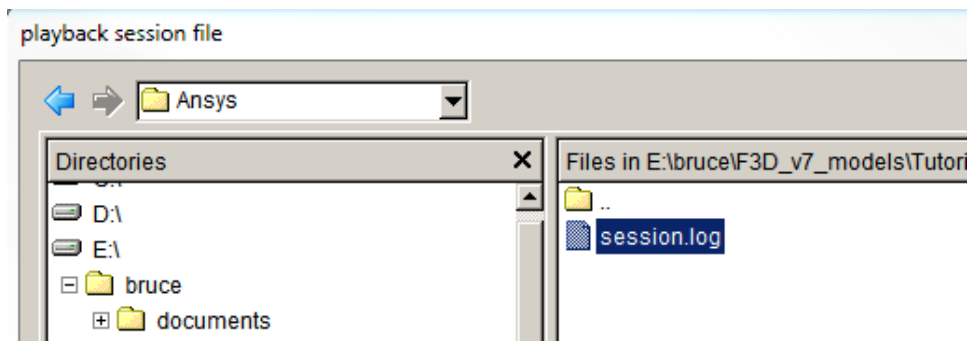 playback session file
Ansys
Directories
Files in E:\bruce\F3D_v7_models\Tutori
D:\
..
E:\
session.log
bruce
documents